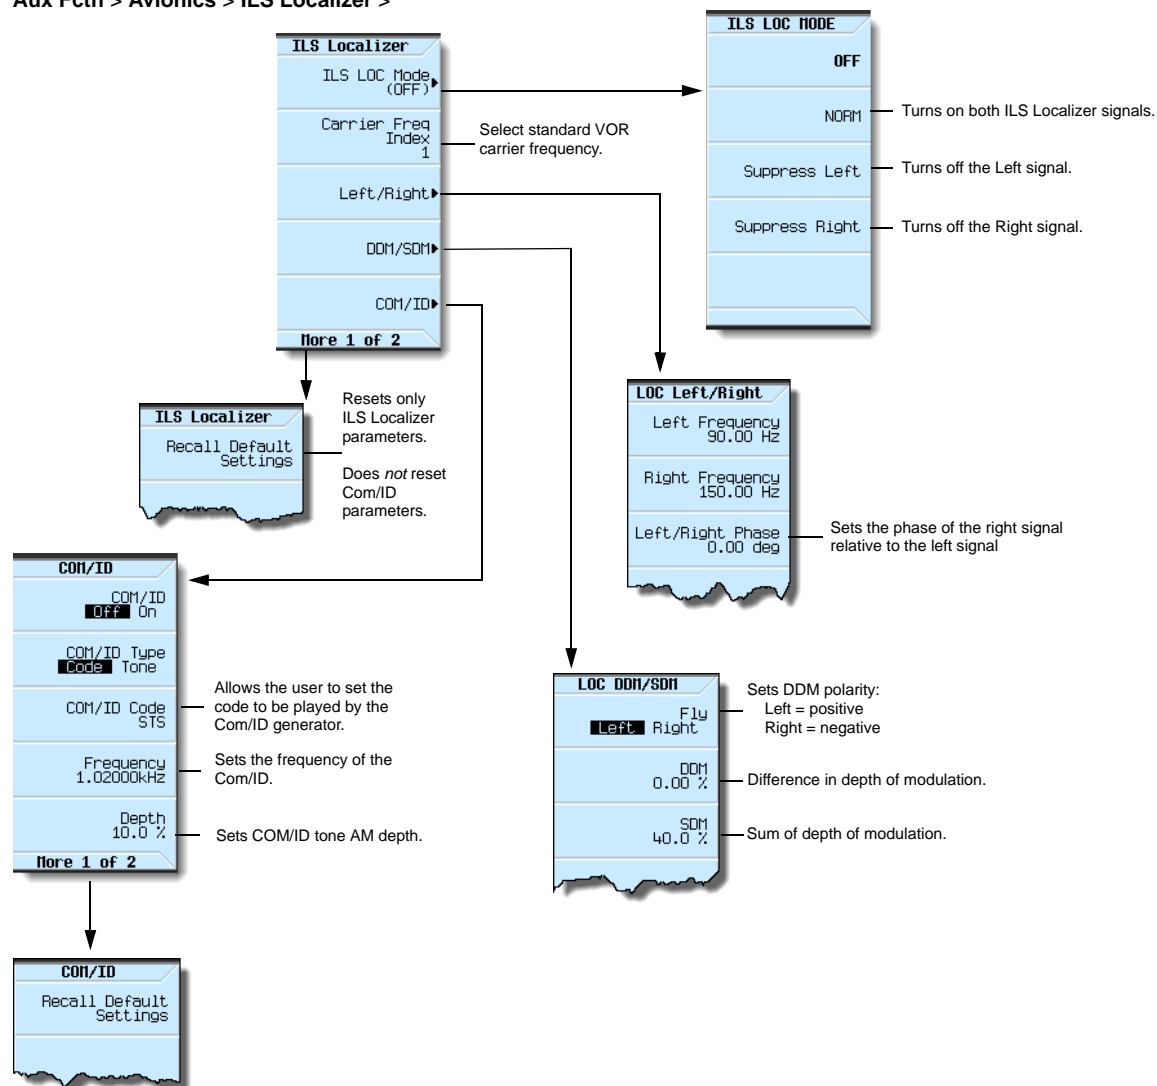 Aux Fctn > Avionics > ILS Localizer >
ILS Localizer
ILS LOC Mode
(OFF)
Carrier Freq
Index
1
Left/Right
DDM/SDM
COM/ID
More 1 of 2
Select standard VOR
carrier frequency.
ILS LOC MODE
OFF
NORM
Suppress Left
Suppress Right
Turns on both ILS Localizer signals.
Turns off the Left signal.
Turns off the Right signal.
ILS Localizer
Recall Default
Settings
Resets only
ILS Localizer
parameters.
Does not reset
Com/ID
parameters.
LOC Left/Right
Left Frequency
90.00 Hz
Right Frequency
150.00 Hz
Left/Right Phase
0.00 deg
Sets the phase of the right signal
relative to the left signal
COM/ID
COM/ID
Off On
COM/ID Type
Code Tone
COM/ID Code
STS
Frequency
1.02000kHz
Depth
10.0 %
More 1 of 2
Allows the user to set the
code to be played by the
Com/ID generator.
Sets the frequency of the
Com/ID.
Sets COM/ID tone AM depth.
LOC DDM/SDM
Fly
Left Right
DDM
0.00 %
SDM
40.0 %
Sets DDM polarity:
Left = positive
Right = negative
Difference in depth of modulation.
Sum of depth of modulation.
COM/ID
Recall Default
Settings